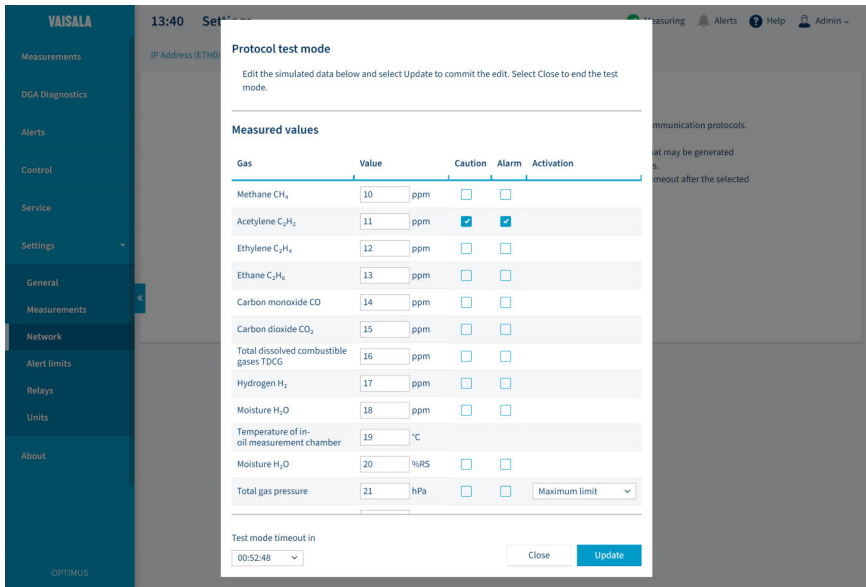 VAISALA
13:40 Settings
Measuring Alerts Help Admin
Measurements
DGA Diagnostics
Alerts
Control
Service
Settings
General
Measurements
Network
Alert limits
Relays
Units
About
OPTIMUS
IP Address (ETH0)
mmunication protocols.
at may be generated
s.
meout after the selected
Protocol test mode
Edit the simulated data below and select Update to commit the edit. Select Close to end the test
mode.
Measured values
Gas Value Caution Alarm Activation
Methane CH₄ 10 ppm
Acetylene C₂H₂ 11 ppm
Ethylene C₂H₄ 12 ppm
Ethane C₂H₆ 13 ppm
Carbon monoxide CO 14 ppm
Carbon dioxide CO₂ 15 ppm
Total dissolved combustible
gases TDCG 16 ppm
Hydrogen H₂ 17 ppm
Moisture H₂O 18 ppm
Temperature of in-
oil measurement chamber 19 °C
Moisture H₂O 20 %RS
Total gas pressure 21 hPa Maximum limit
Test mode timeout in
00:52:48
Close Update